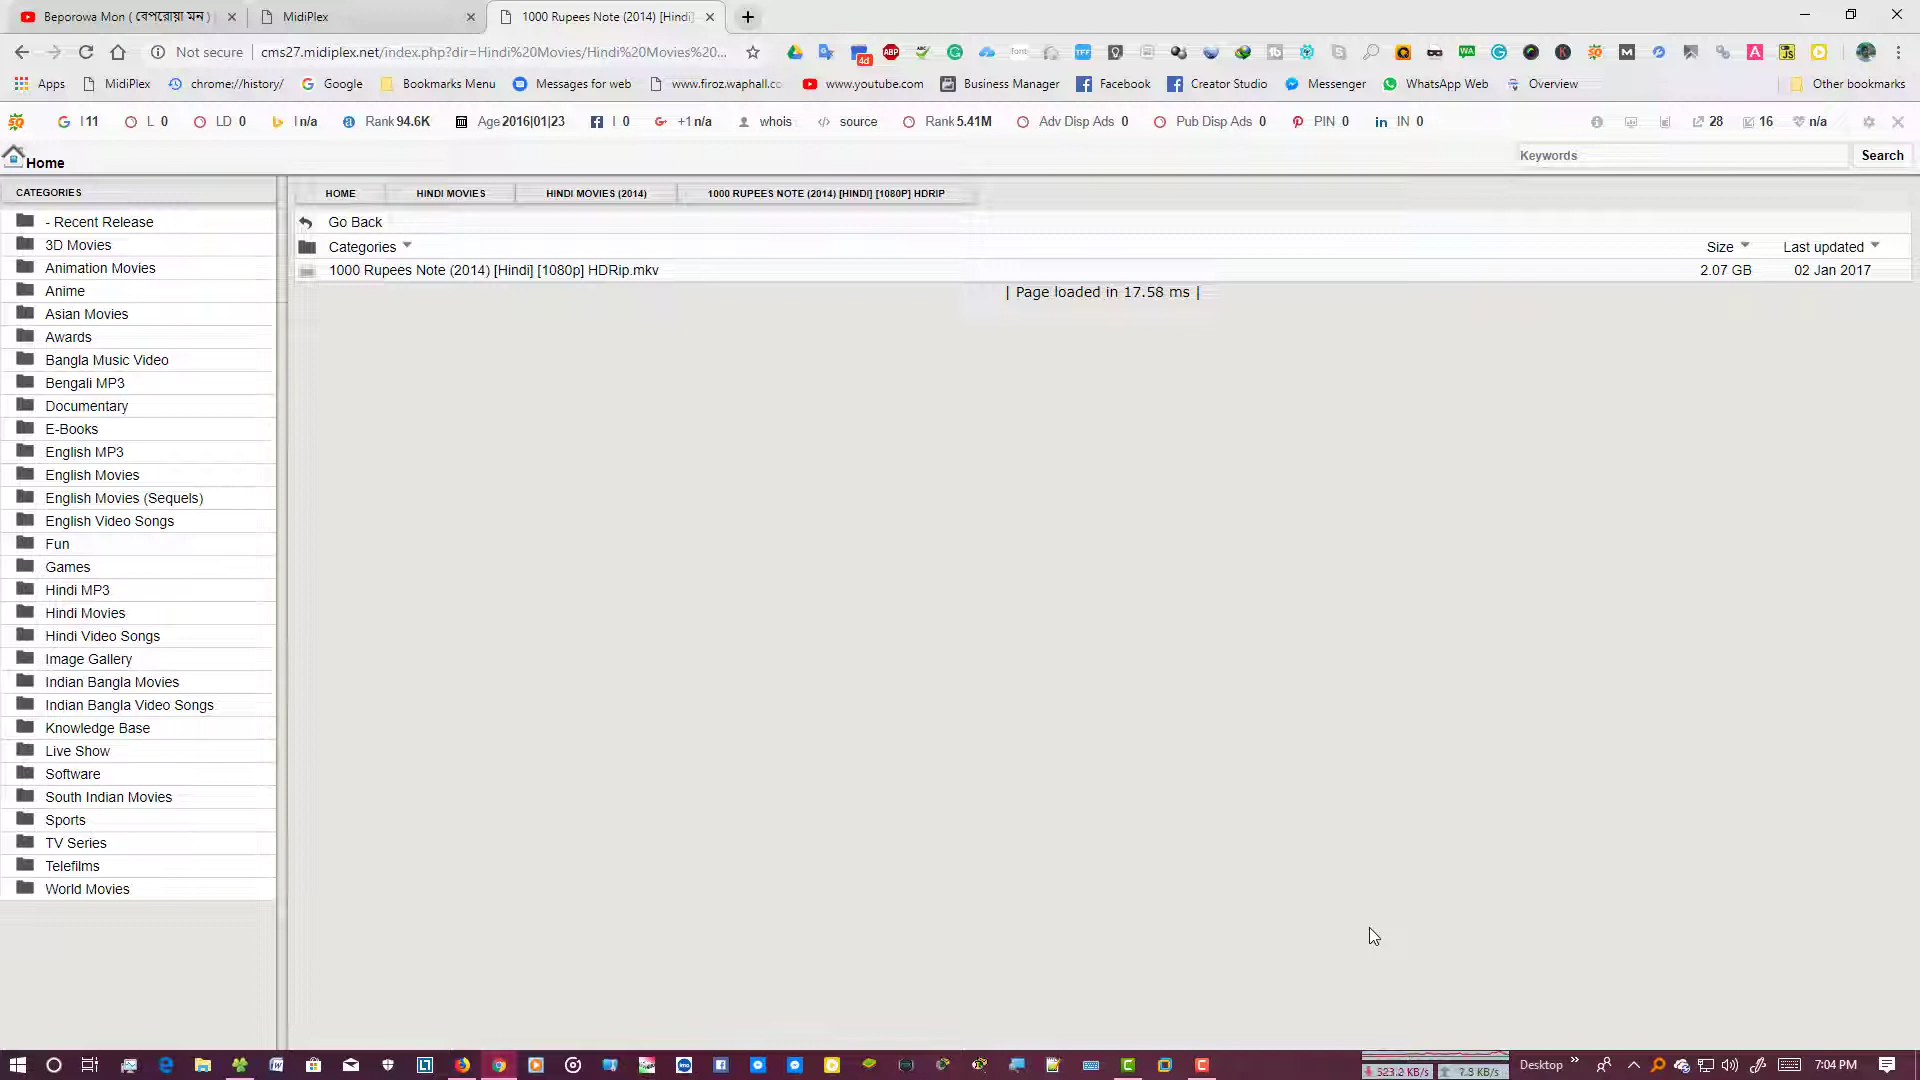 Beporowa Mon ( বেপরোয়া মন )
MidiPlex
1000 Rupees Note (2014) [Hindi]
Not secure
cms27.midiplex.net/index.php?dir=Hindi%20Movies/Hindi%20Movies%20...
Apps
MidiPlex
chrome://history/
Google
Bookmarks Menu
Messages for web
www.firoz.waphall.co
www.youtube.com
Business Manager
Facebook
Creator Studio
Messenger
WhatsApp Web
Overview
Other bookmarks
I 11
L 0
LD 0
I n/a
Rank 94.6K
Age 2016|01|23
I 0
+1 n/a
whois
source
Rank 5.41M
Adv Disp Ads 0
Pub Disp Ads 0
PIN 0
IN 0
28
16
n/a
Home
Keywords
Search
CATEGORIES
HOME
HINDI MOVIES
HINDI MOVIES (2014)
1000 RUPEES NOTE (2014) [HINDI] [1080P] HDRIP
Go Back
Categories
Size
Last updated
1000 Rupees Note (2014) [Hindi] [1080p] HDRip.mkv
2.07 GB
02 Jan 2017
| Page loaded in 17.58 ms |
- Recent Release
3D Movies
Animation Movies
Anime
Asian Movies
Awards
Bangla Music Video
Bengali MP3
Documentary
E-Books
English MP3
English Movies
English Movies (Sequels)
English Video Songs
Fun
Games
Hindi MP3
Hindi Movies
Hindi Video Songs
Image Gallery
Indian Bangla Movies
Indian Bangla Video Songs
Knowledge Base
Live Show
Software
South Indian Movies
Sports
TV Series
Telefilms
World Movies
523.2 KB/s
7.3 KB/s
Desktop
7:04 PM